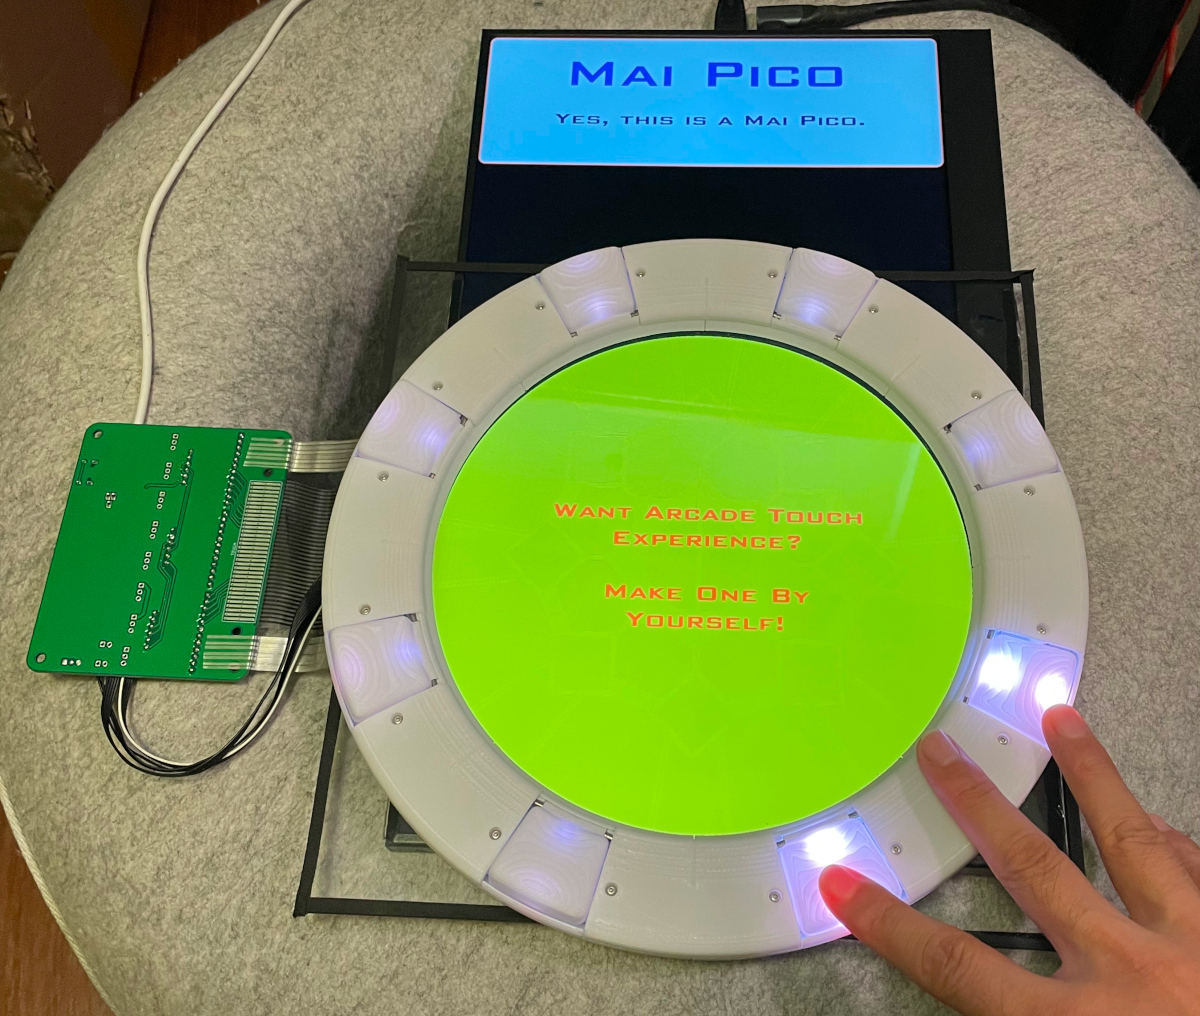 Mai Pico
Yes, this is a Mai Pico.
Want Arcade Touch
Experience?
Make One By
Yourself!